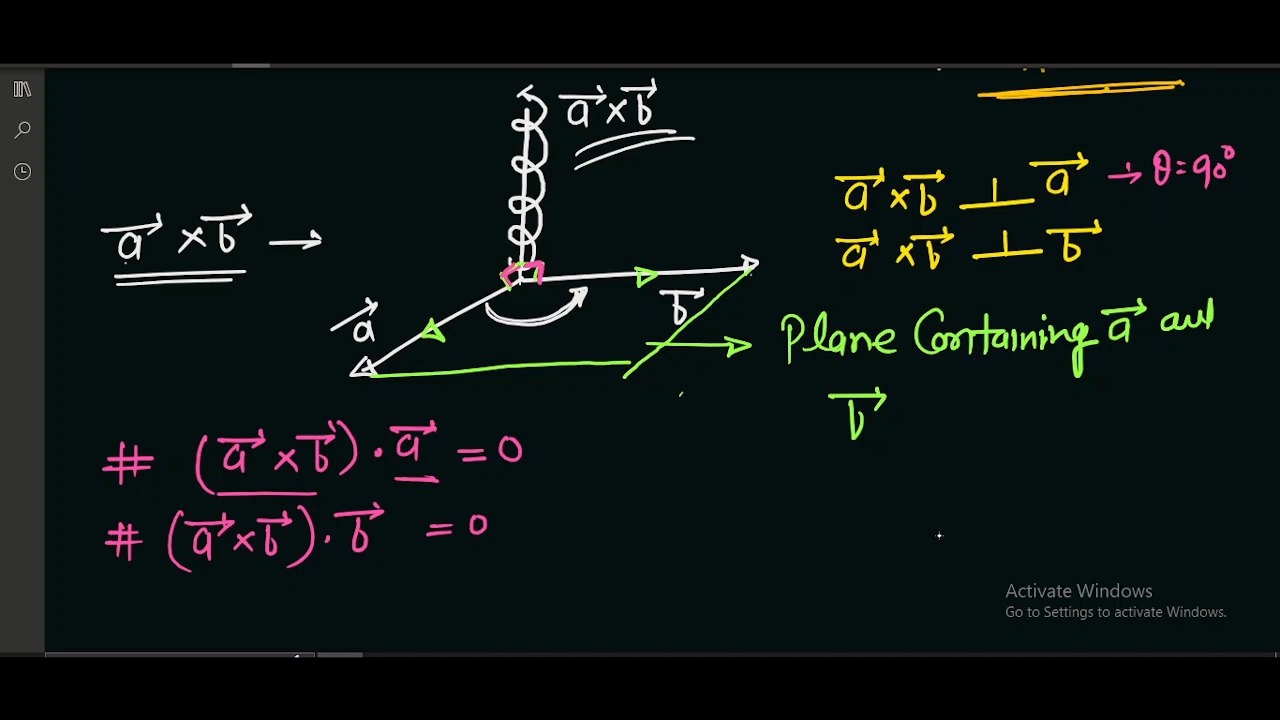 a⃗ × b⃗
a⃗ × b⃗ →
a⃗
b⃗
a⃗ × b⃗ ⊥ a⃗ → θ = 90°
a⃗ × b⃗ ⊥ b⃗
Plane Containing a⃗ and
b⃗
# (a⃗ × b⃗) · a⃗ = 0
# (a⃗ × b⃗) · b⃗ = 0
Activate Windows
Go to Settings to activate Windows.